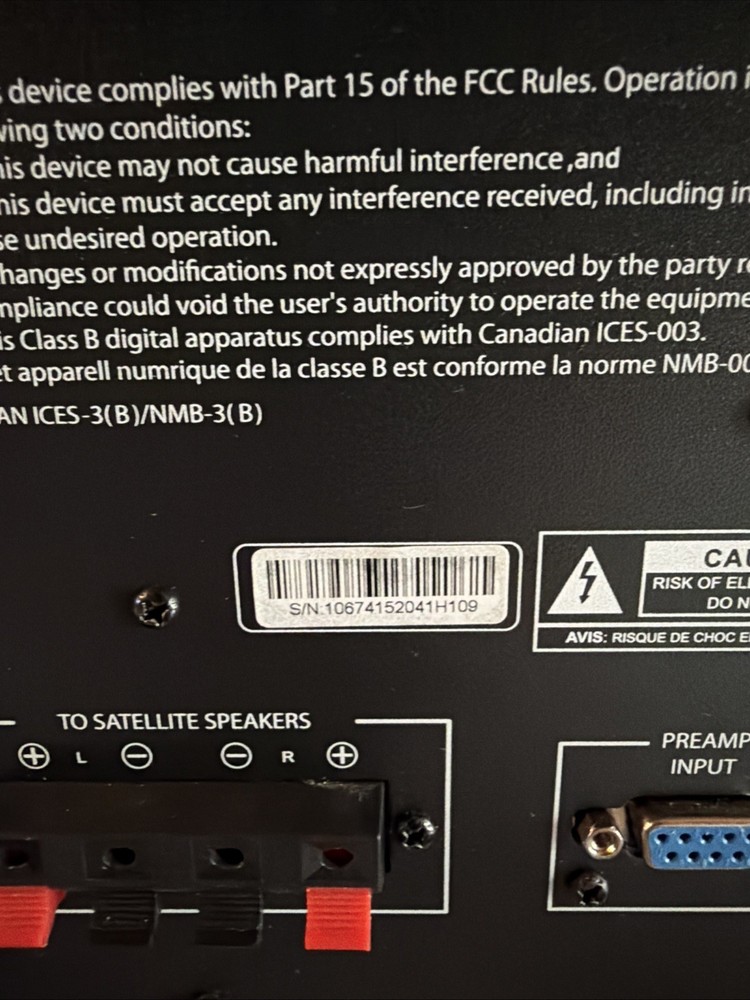 s device complies with Part 15 of the FCC Rules. Operation i
wing two conditions:
his device may not cause harmful interference ,and
his device must accept any interference received, including in
se undesired operation.
hanges or modifications not expressly approved by the party re
mpliance could void the user's authority to operate the equipme
is Class B digital apparatus complies with Canadian ICES-003.
et apparell numrique de la classe B est conforme la norme NMB-00
AN ICES-3(B)/NMB-3(B)
S/N:10674152041H109
CAU
RISK OF EL
DO N
AVIS: RISQUE DE CHOC E
TO SATELLITE SPEAKERS
+ L − − R +
PREAMP
INPUT